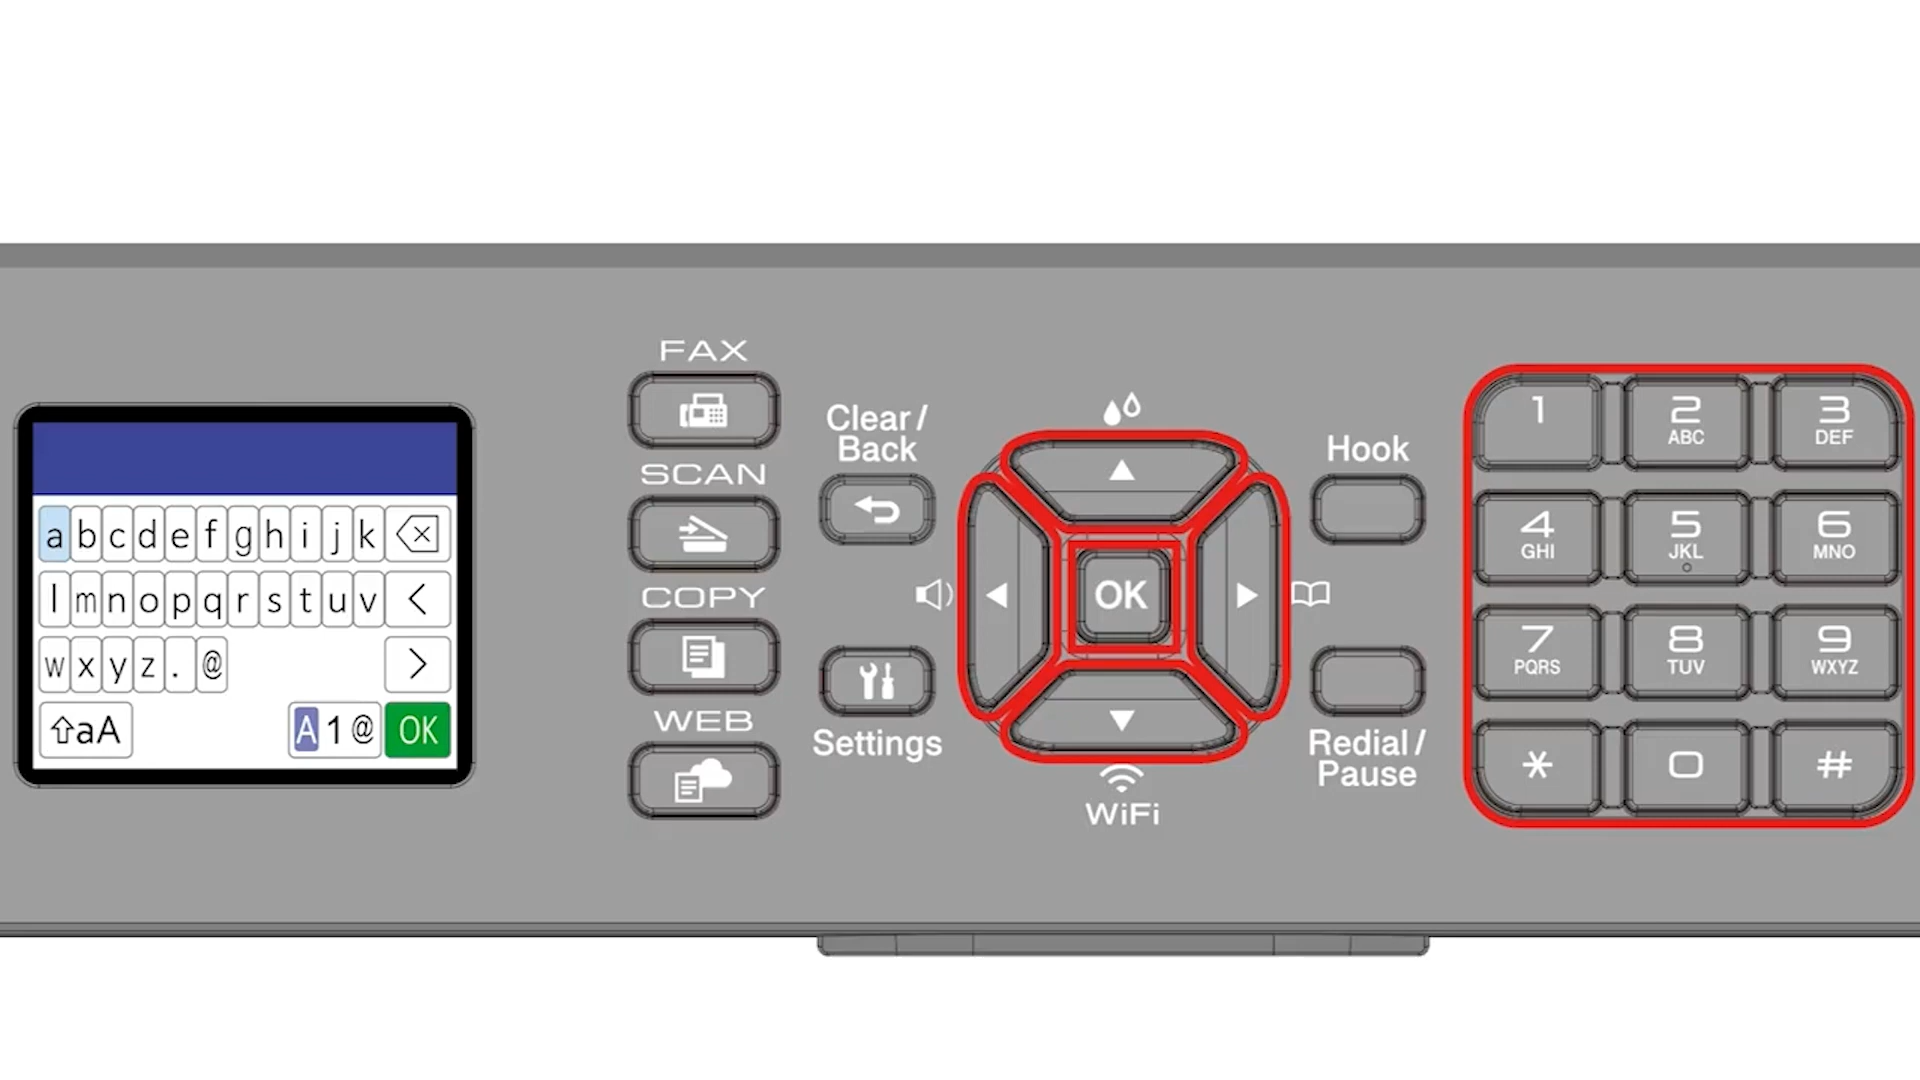 a b c d e f g h i j k
l m n o p q r s t u v <
w x y z . @ >
aA A 1 @ OK
FAX
SCAN
COPY
WEB
Clear/
Back
Settings
OK
WiFi
Hook
Redial/
Pause
1 2 3
ABC DEF
4 5 6
GHI JKL MNO
7 8 9
PQRS TUV WXYZ
* 0 #